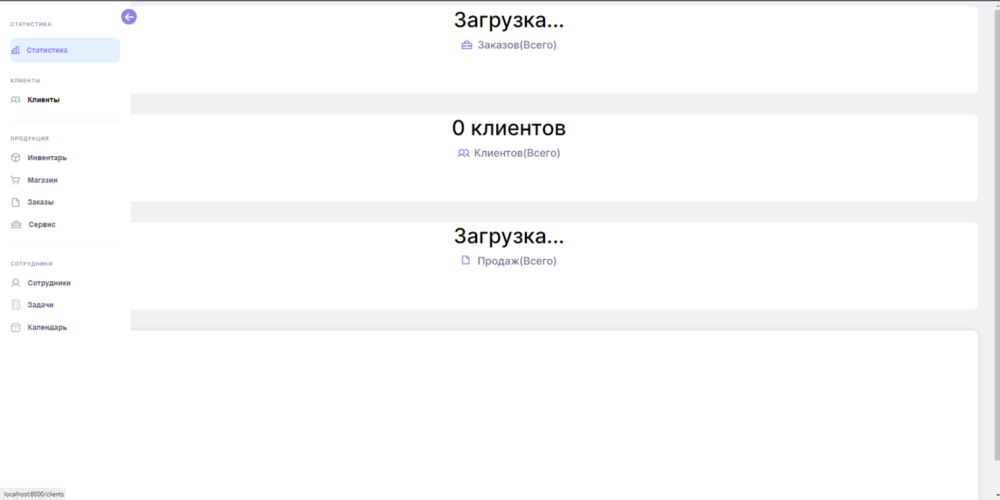 СТАТИСТИКА
Статистика
КЛИЕНТЫ
Клиенты
ПРОДУКЦИЯ
Инвентарь
Магазин
Заказы
Сервис
СОТРУДНИКИ
Сотрудники
Задачи
Календарь
Загрузка...
Заказов(Всего)
0 клиентов
Клиентов(Всего)
Загрузка...
Продаж(Всего)
localhost:8000/clients